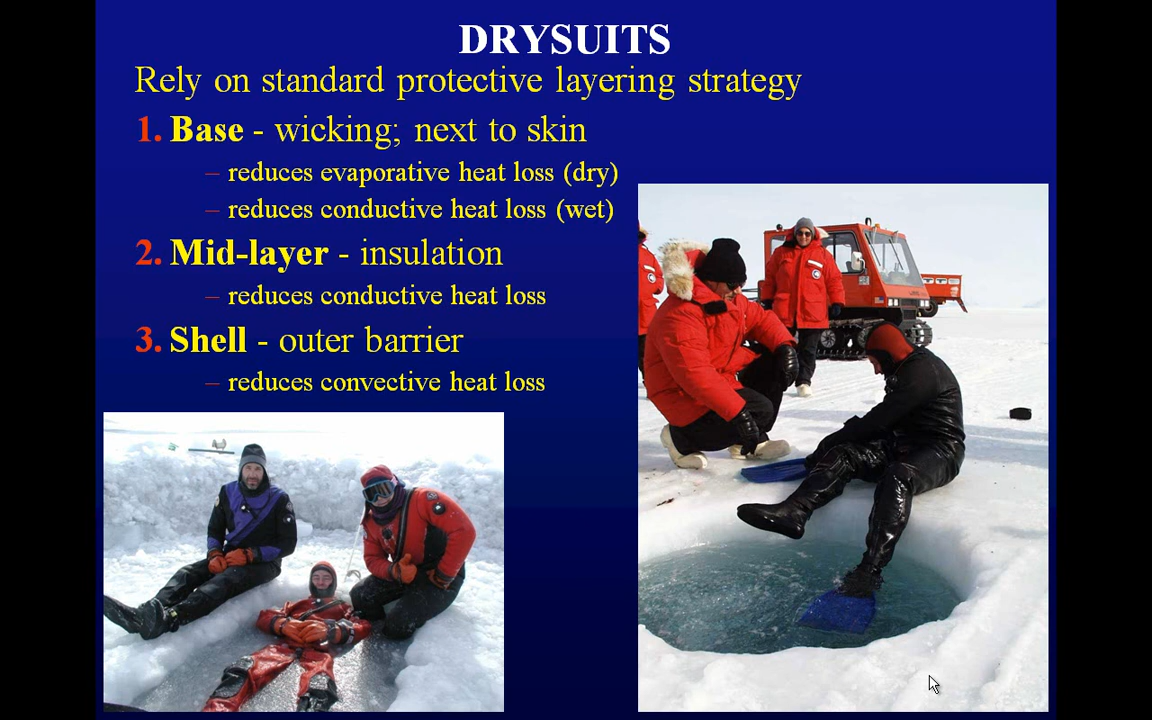 DRYSUITS
Rely on standard protective layering strategy
1. Base - wicking; next to skin
– reduces evaporative heat loss (dry)
– reduces conductive heat loss (wet)
2. Mid-layer - insulation
– reduces conductive heat loss
3. Shell - outer barrier
– reduces convective heat loss